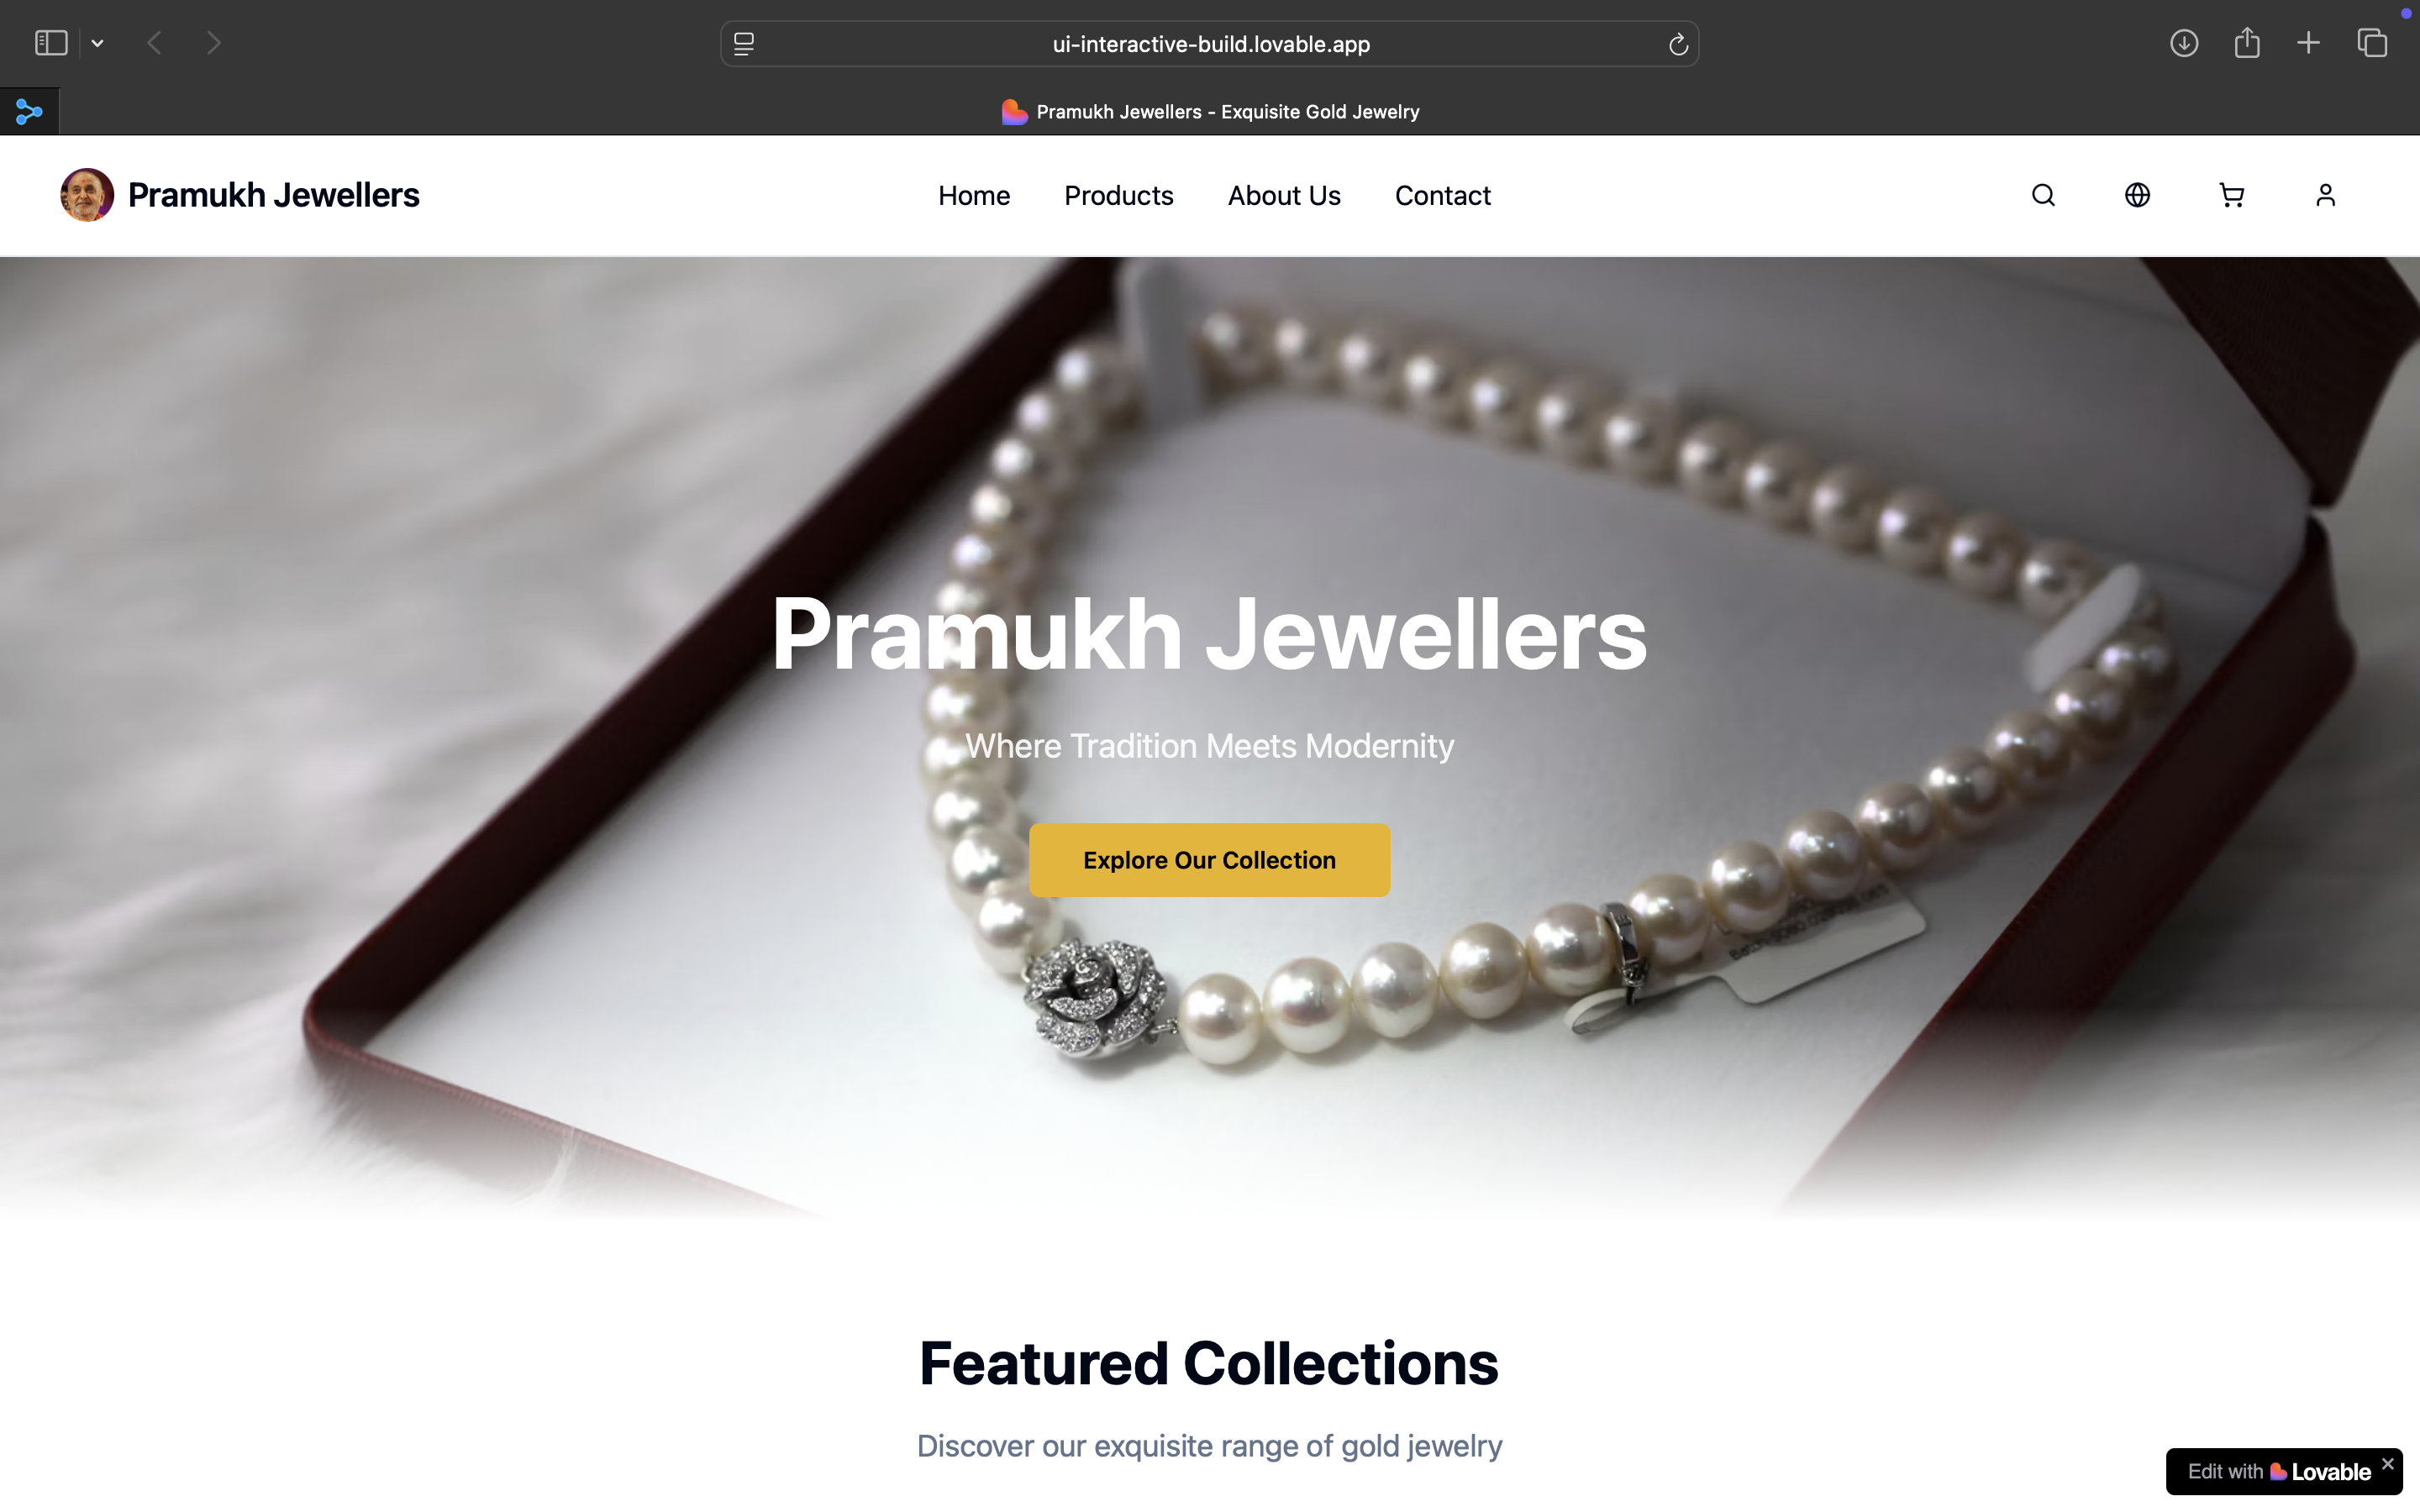 ui-interactive-build.lovable.app
Pramukh Jewellers - Exquisite Gold Jewelry
Pramukh Jewellers
Home Products About Us Contact
Pramukh Jewellers
Where Tradition Meets Modernity
Explore Our Collection
Featured Collections
Discover our exquisite range of gold jewelry
Edit with Lovable